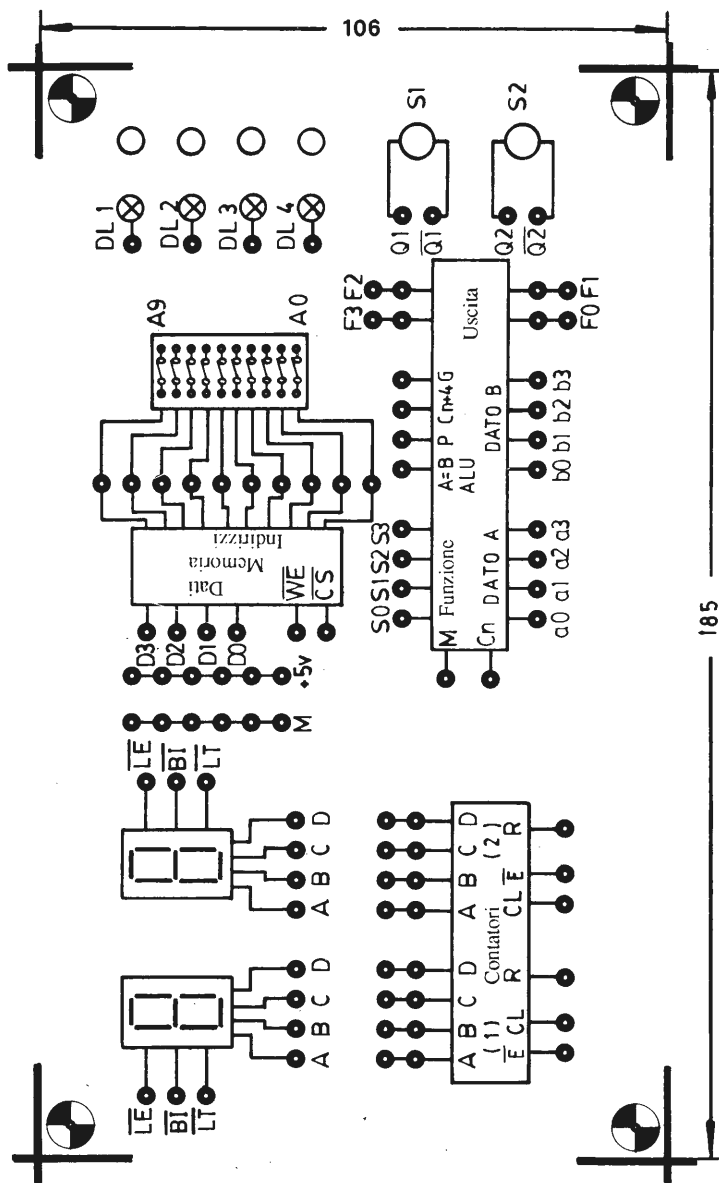 106
185
S1
S2
DL 1
DL 2
DL 3
DL 4
Q1
Q1
Q2
Q2
A9
A0
F3 F2
Uscita
F0 F1
A=B P Cn+4 G
ALU
DATO B
b0 b1 b2 b3
S0 S1 S2 S3
Funzione
M
Cn
DATO A
a0 a1 a2 a3
Indirizzi
Memoria
Dati
WE
CS
D3
D2
D1
D0
+5v
M
LE
BI
LT
A B C D
A B C D
(2)
CL E R
Contatori
A B C D
A B C D
(1)
E CL R
LE
BI
LT